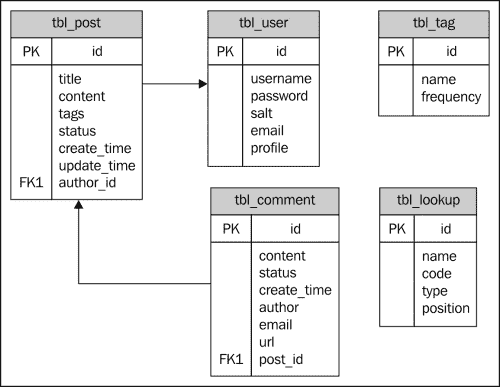 tbl_post
PK id
title
content
tags
status
create_time
update_time
FK1 author_id
tbl_user
PK id
username
password
salt
email
profile
tbl_tag
PK id
name
frequency
tbl_comment
PK id
content
status
create_time
author
email
url
FK1 post_id
tbl_lookup
PK id
name
code
type
position